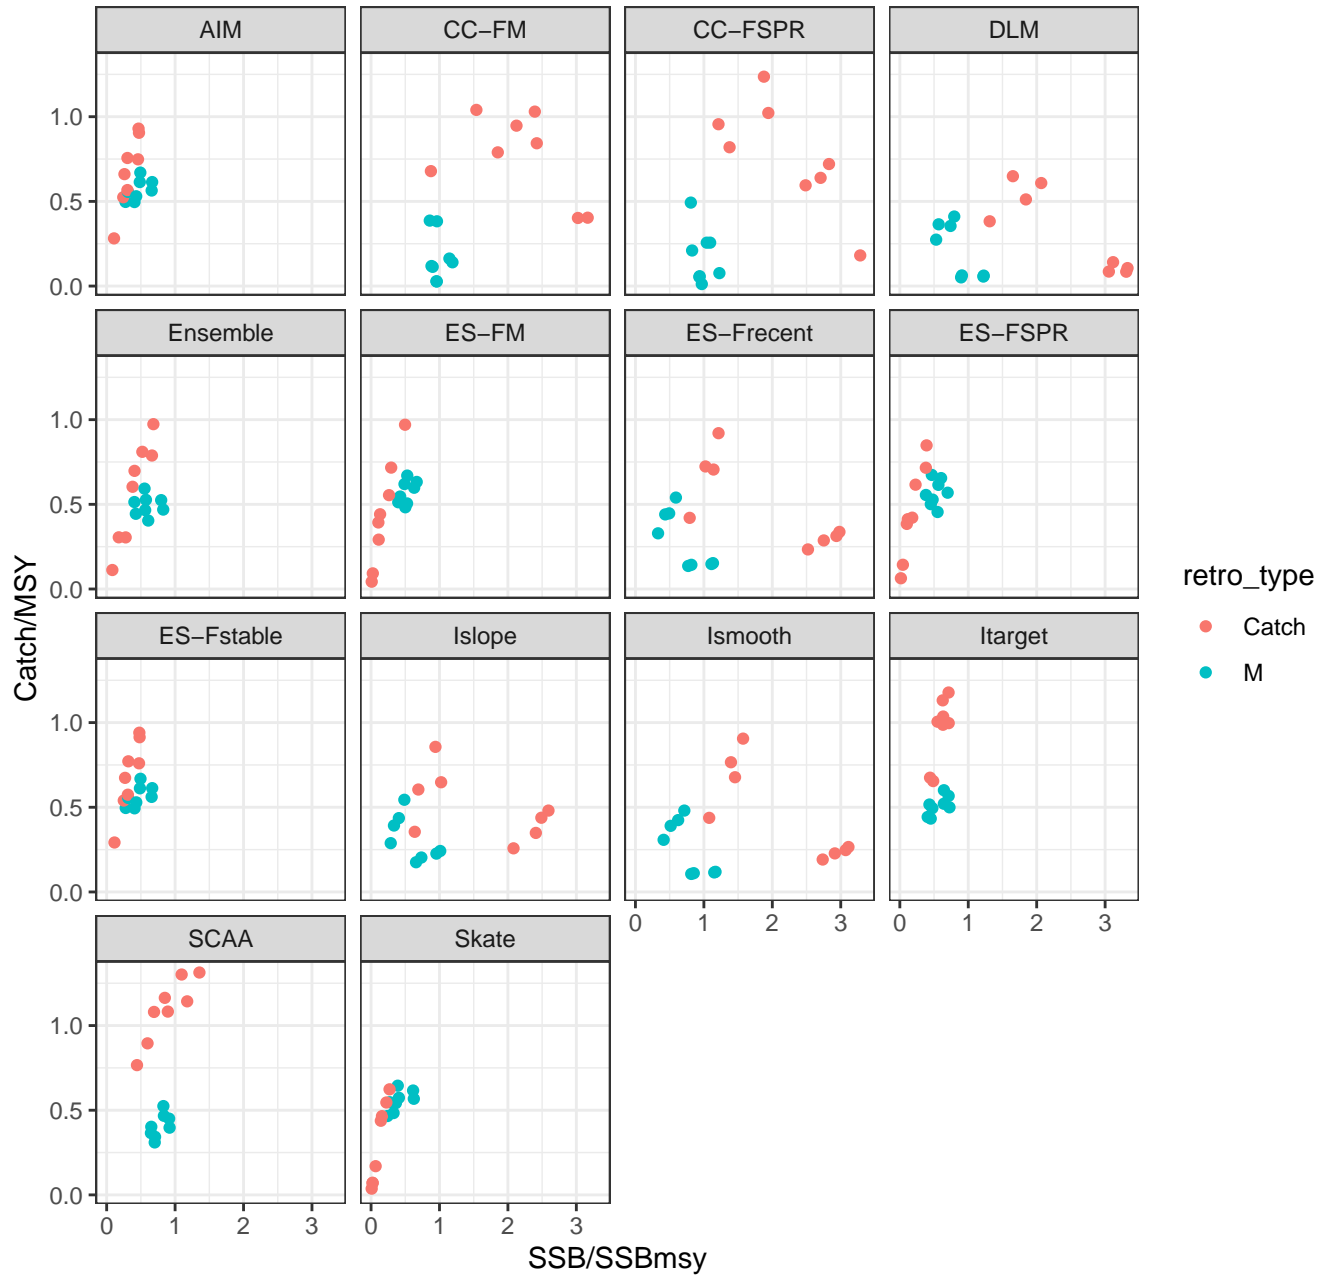 AIM CC−FM CC−FSPR DLM
1.0
0.5
0.0
Ensemble ES−FM ES−Frecent ES−FSPR
1.0
0.5
0.0
ES−Fstable Islope Ismooth Itarget
1.0
0.5
0.0
0 1 2 3 0 1 2 3
SCAA Skate
1.0
0.5
0.0
0 1 2 3 0 1 2 3
SSB/SSBmsy
Catch/MSY
retro_type
Catch
M